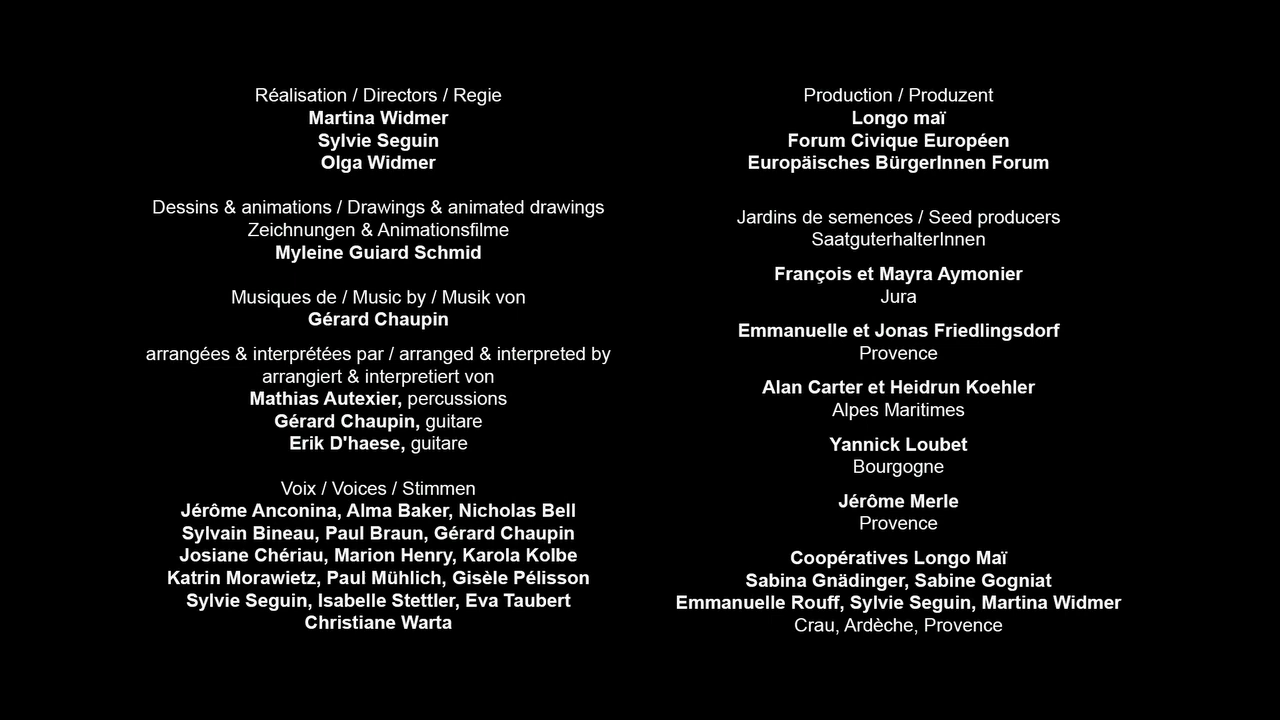 Réalisation / Directors / Regie
Martina Widmer
Sylvie Seguin
Olga Widmer
Dessins & animations / Drawings & animated drawings
Zeichnungen & Animationsfilme
Myleine Guiard Schmid
Musiques de / Music by / Musik von
Gérard Chaupin
arrangées & interprétées par / arranged & interpreted by
arrangiert & interpretiert von
Mathias Autexier, percussions
Gérard Chaupin, guitare
Erik D'haese, guitare
Voix / Voices / Stimmen
Jérôme Anconina, Alma Baker, Nicholas Bell
Sylvain Bineau, Paul Braun, Gérard Chaupin
Josiane Chériau, Marion Henry, Karola Kolbe
Katrin Morawietz, Paul Mühlich, Gisèle Pélisson
Sylvie Seguin, Isabelle Stettler, Eva Taubert
Christiane Warta
Production / Produzent
Longo maï
Forum Civique Européen
Europäisches BürgerInnen Forum
Jardins de semences / Seed producers
SaatguterhalterInnen
François et Mayra Aymonier
Jura
Emmanuelle et Jonas Friedlingsdorf
Provence
Alan Carter et Heidrun Koehler
Alpes Maritimes
Yannick Loubet
Bourgogne
Jérôme Merle
Provence
Coopératives Longo Maï
Sabina Gnädinger, Sabine Gogniat
Emmanuelle Rouff, Sylvie Seguin, Martina Widmer
Crau, Ardèche, Provence